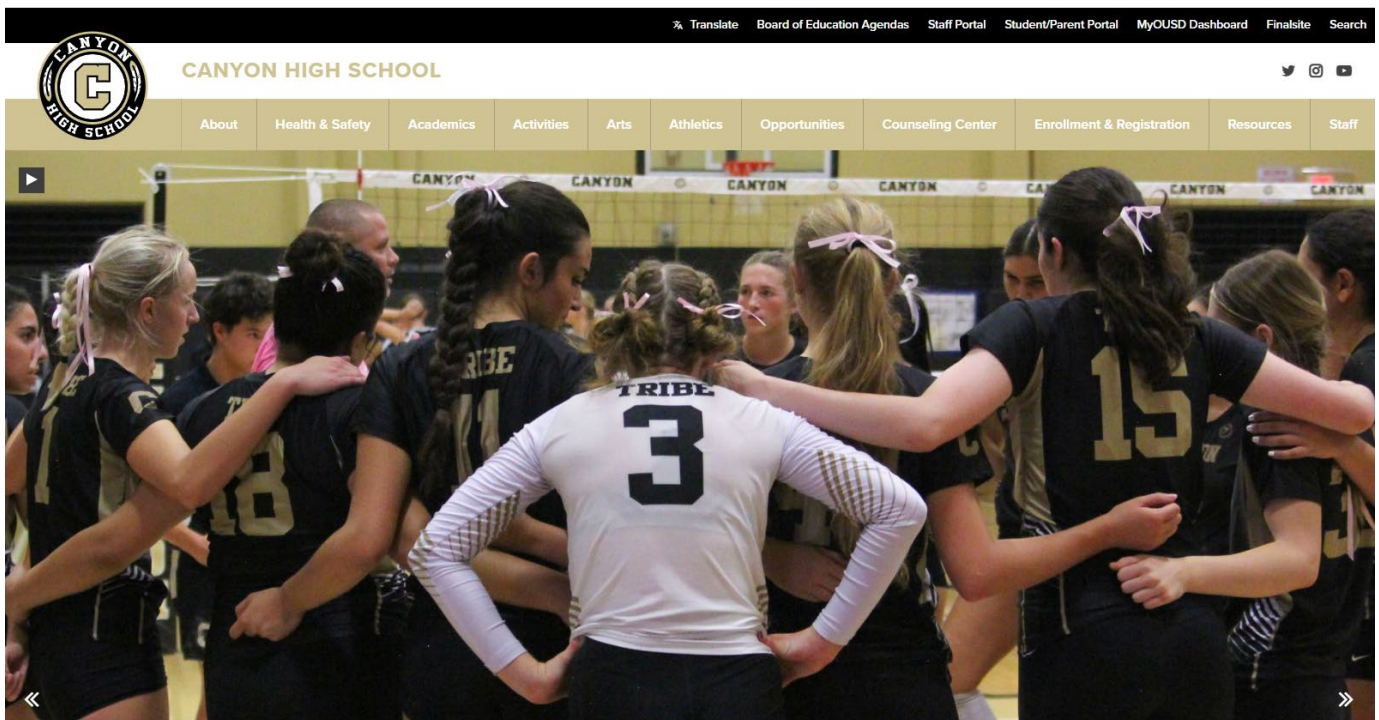 Translate Board of Education Agendas Staff Portal Student/Parent Portal MyOUSD Dashboard Finalsite Search
CANYON HIGH SCHOOL
C
CANYON HIGH SCHOOL
About Health & Safety Academics Activities Arts Athletics Opportunities Counseling Center Enrollment & Registration Resources Staff
CANYON CANYON CANYON CANYON CANYON CANYON
TRIBE
3
15
18
11
1